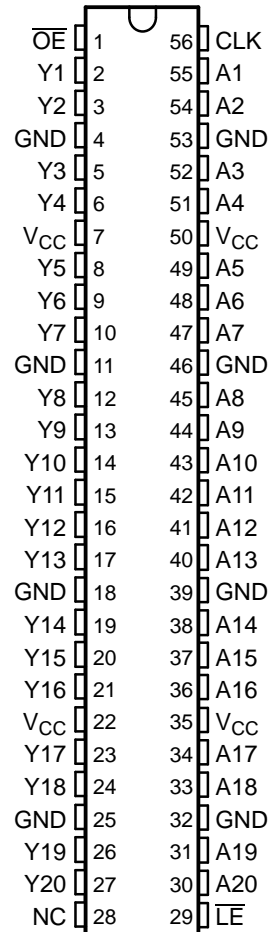 O̅E̅ 1 56 CLK
Y1 2 55 A1
Y2 3 54 A2
GND 4 53 GND
Y3 5 52 A3
Y4 6 51 A4
VCC 7 50 VCC
Y5 8 49 A5
Y6 9 48 A6
Y7 10 47 A7
GND 11 46 GND
Y8 12 45 A8
Y9 13 44 A9
Y10 14 43 A10
Y11 15 42 A11
Y12 16 41 A12
Y13 17 40 A13
GND 18 39 GND
Y14 19 38 A14
Y15 20 37 A15
Y16 21 36 A16
VCC 22 35 VCC
Y17 23 34 A17
Y18 24 33 A18
GND 25 32 GND
Y19 26 31 A19
Y20 27 30 A20
NC 28 29 L̅E̅